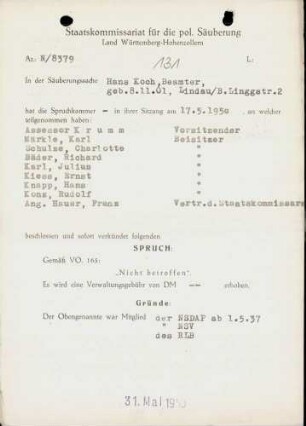 Staatskommissariat für die pol. Säuberung
Land Württemberg-Hohenzollern
Az: R/8379 131 L:
In der Säuberungssache Hans Koch, Beamter,
geb. 8.11.01, Lindau/B. Linggstr.2
hat die Spruchkammer — in ihrer Sitzung am 17.5.1950 an welcher
teilgenommen haben:
Assessor K r u m m Vorsitzender
Märkle, Karl Beisitzer
Schulze, Charlotte "
Bäder, Richard "
Karl, Julius "
Kiess, Ernst "
Knapp, Hans "
Kons, Rudolf "
Ang. Hauer, Franz Vertr.d.Staatskommissars
beschlossen und sofort verkündet folgenden
SPRUCH:
Gemäß VO. 165:
„Nicht betroffen“.
Es wird eine Verwaltungsgebühr von DM -- erhoben.
Gründe:
Der Obengenannte war Mitglied der NSDAP ab 1.5.37
" NSV
des RLB
31. Mai 1950